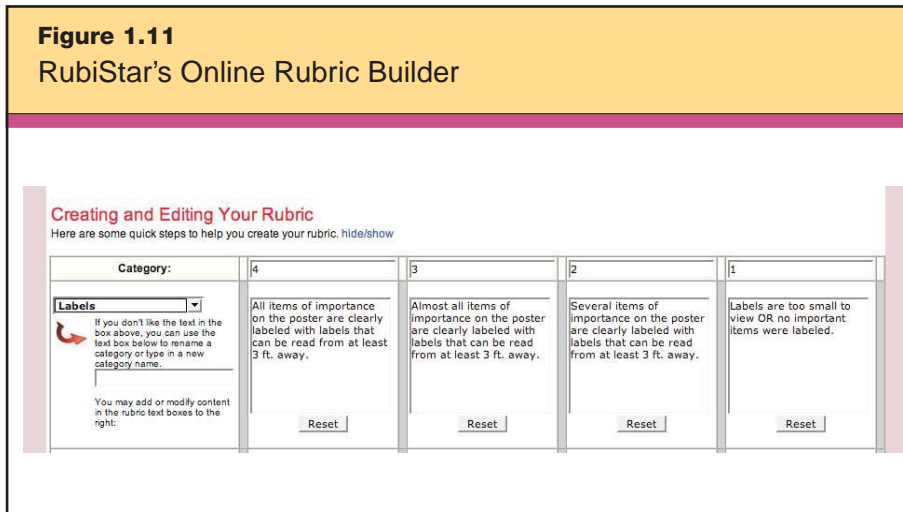 Figure 1.11
RubiStar's Online Rubric Builder
Creating and Editing Your Rubric
Here are some quick steps to help you create your rubric. hide/show
Category:
4
3
2
1
Labels
If you don't like the text in the
box above, you can use the
text box below to rename a
category or type in a new
category name.
You may add or modify content
in the rubric text boxes to the
right:
All items of importance
on the poster are clearly
labeled with labels that
can be read from at least
3 ft. away.
Reset
Almost all items of
importance on the poster
are clearly labeled with
labels that can be read
from at least 3 ft. away.
Reset
Several items of
importance on the poster
are clearly labeled with
labels that can be read
from at least 3 ft. away.
Reset
Labels are too small to
view OR no important
items were labeled.
Reset